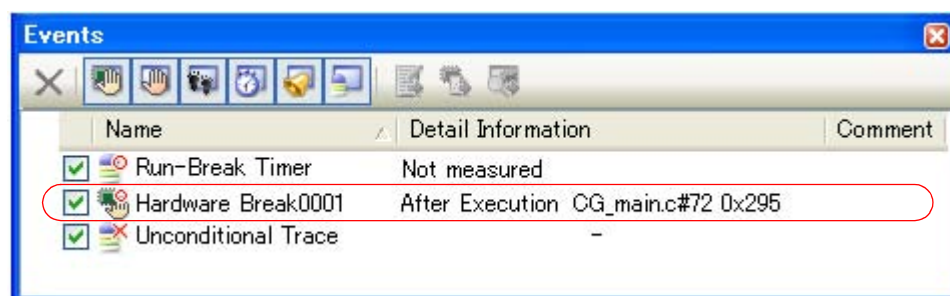 Events
Name Detail Information Comment
Run-Break Timer Not measured
Hardware Break0001 After Execution CG_main.c#72 0x295
Unconditional Trace -